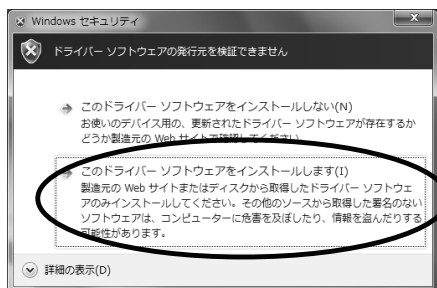 Windows セキュリティ
ドライバー ソフトウェアの発行元を検証できません
このドライバー ソフトウェアをインストールしない(N)
お使いのデバイス用の、更新されたドライバー ソフトウェアが存在するか
どうか製造元の Web サイトで確認してください。
このドライバー ソフトウェアをインストールします(I)
製造元の Web サイトまたはディスクから取得したドライバー ソフトウェ
アのみインストールしてください。その他のソースから取得した署名のない
ソフトウェアは、コンピューターに危害を及ぼしたり、情報を盗んだりする
可能性があります。
詳細の表示(D)